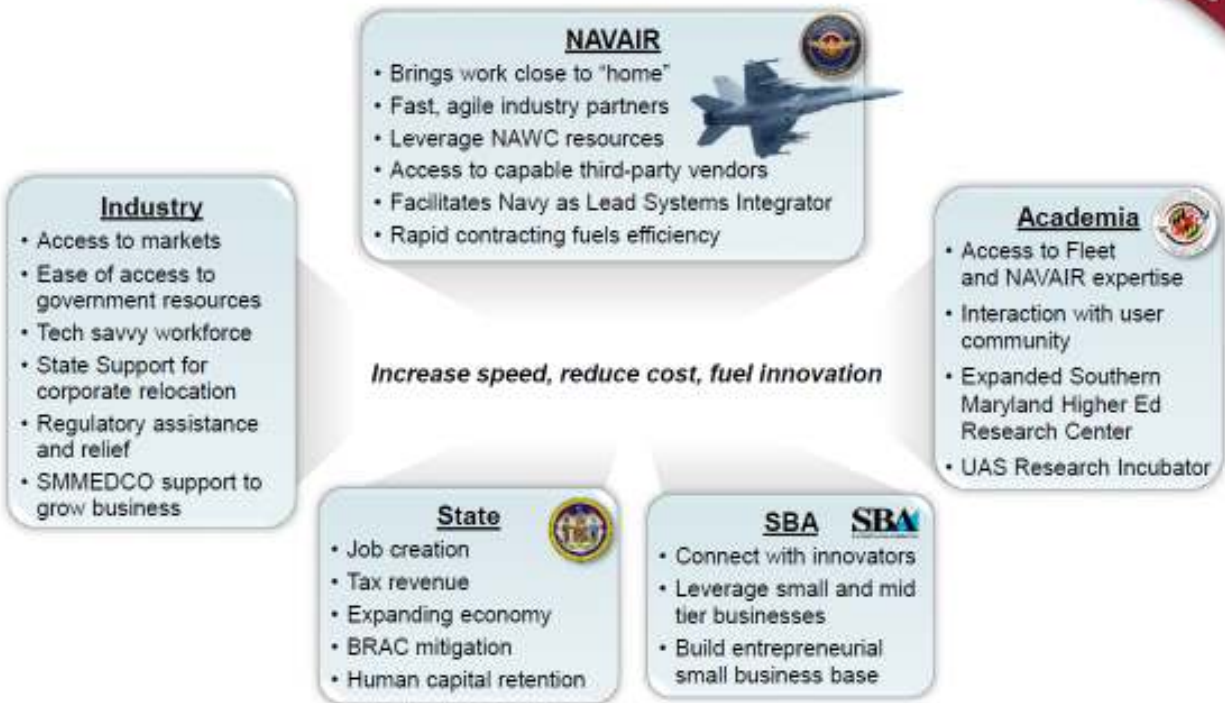 NAVAIR
• Brings work close to “home”
• Fast, agile industry partners
• Leverage NAWC resources
• Access to capable third-party vendors
• Facilitates Navy as Lead Systems Integrator
• Rapid contracting fuels efficiency
Industry
• Access to markets
• Ease of access to
government resources
• Tech savvy workforce
• State Support for
corporate relocation
• Regulatory assistance
and relief
• SMMEDCO support to
grow business
Increase speed, reduce cost, fuel innovation
Academia
• Access to Fleet
and NAVAIR expertise
• Interaction with user
community
• Expanded Southern
Maryland Higher Ed
Research Center
• UAS Research Incubator
State
• Job creation
• Tax revenue
• Expanding economy
• BRAC mitigation
• Human capital retention
SBA SBA
• Connect with innovators
• Leverage small and mid
tier businesses
• Build entrepreneurial
small business base